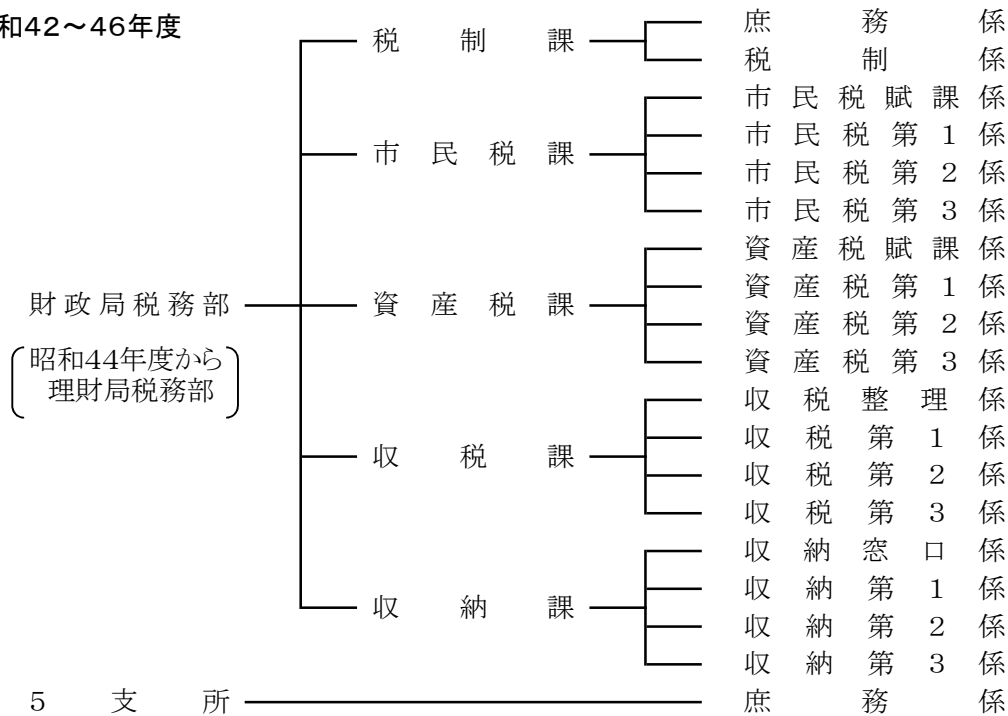 和42～46年度
財政局税務部
昭和44年度から
理財局税務部
税制課
庶務係
税制係
市民税課
市民税賦課係
市民税第1係
市民税第2係
市民税第3係
資産税課
資産税賦課係
資産税第1係
資産税第2係
資産税第3係
収税課
収税整理係
収税第1係
収税第2係
収税第3係
収納課
収納窓口係
収納第1係
収納第2係
収納第3係
5支所
庶務係